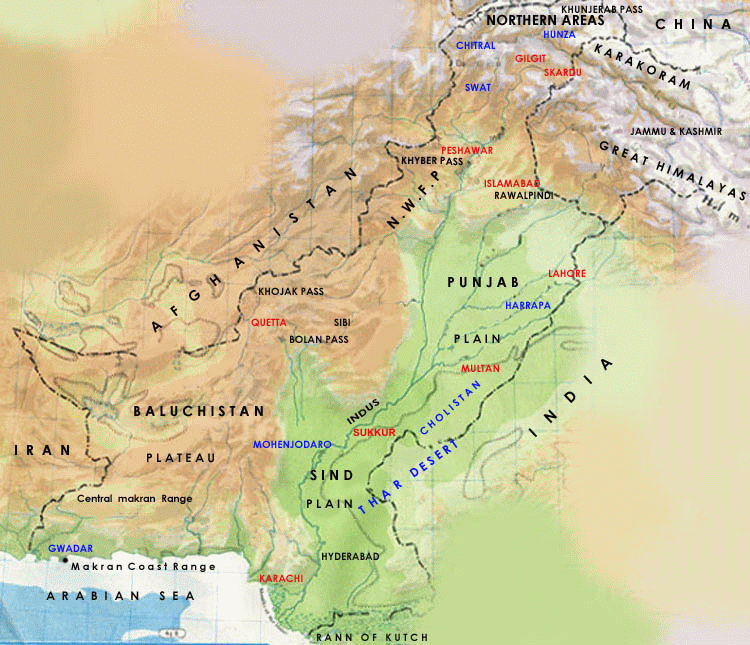 KHUNJERAB PASS
CHINA
NORTHERN AREAS
HUNZA
CHITRAL
KARAKORAM
GILGIT
SKARDU
SWAT
JAMMU & KASHMIR
PESHAWAR
KHYBER PASS
GREAT HIMALAYAS
ISLAMABAD
RAWALPINDI
N.W.F.P
AFGHANISTAN
LAHORE
PUNJAB
KHOJAK PASS
HARRAPA
QUETTA
SIBI
BOLAN PASS
PLAIN
MULTAN
INDIA
CHOLISTAN
BALUCHISTAN
INDUS
SUKKUR
MOHENJODARO
IRAN
PLATEAU
THAR DESERT
SIND
Central makran Range
PLAIN
GWADAR
HYDERABAD
Makran Coast Range
KARACHI
ARABIAN SEA
RANN OF KUTCH